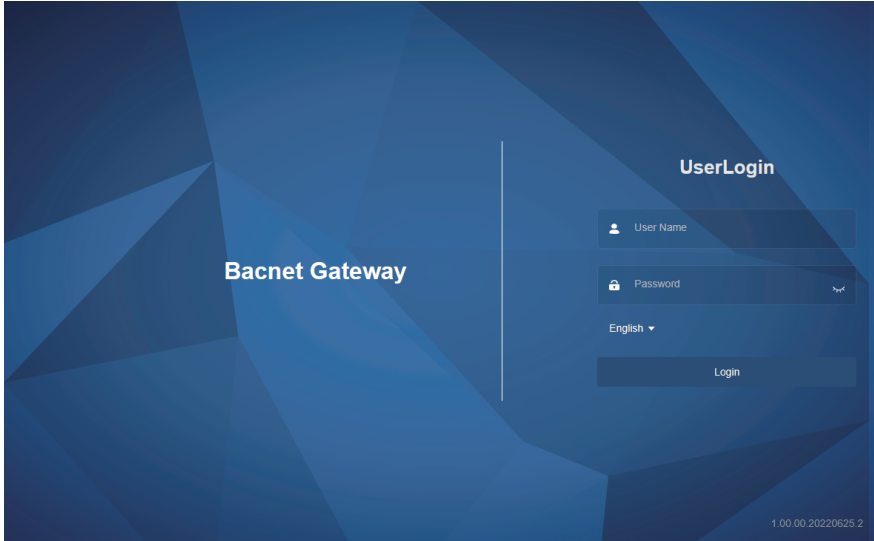 Bacnet Gateway
UserLogin
User Name
Password
English
Login
1.00.00.20220625.2